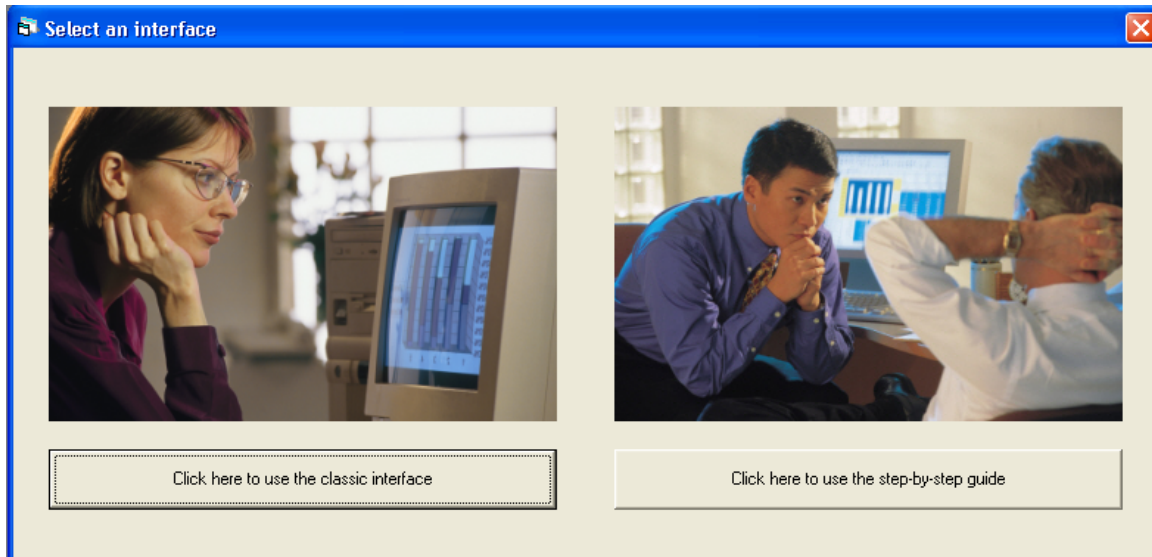 Select an interface
Click here to use the classic interface
Click here to use the step-by-step guide